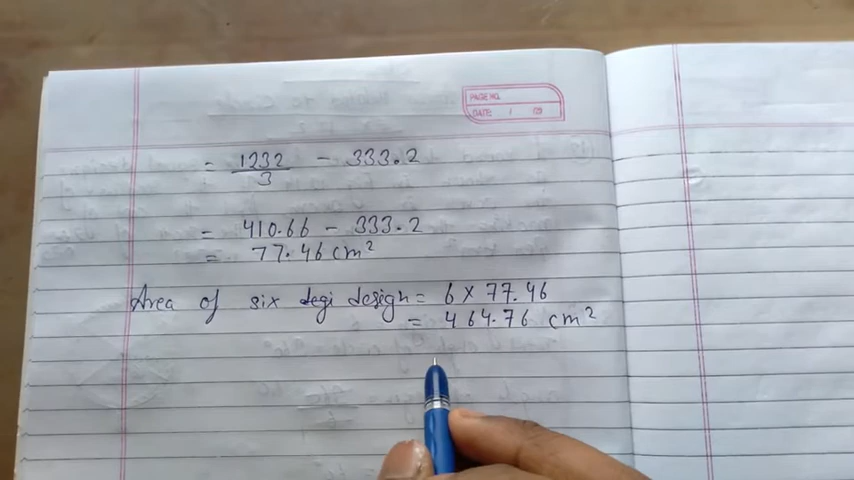 PAGE NO.
DATE: / /20
= 1232/3 - 333.2
= 410.66 - 333.2
= 77.46 cm²
Area of six degi design = 6 × 77.46
= 464.76 cm²